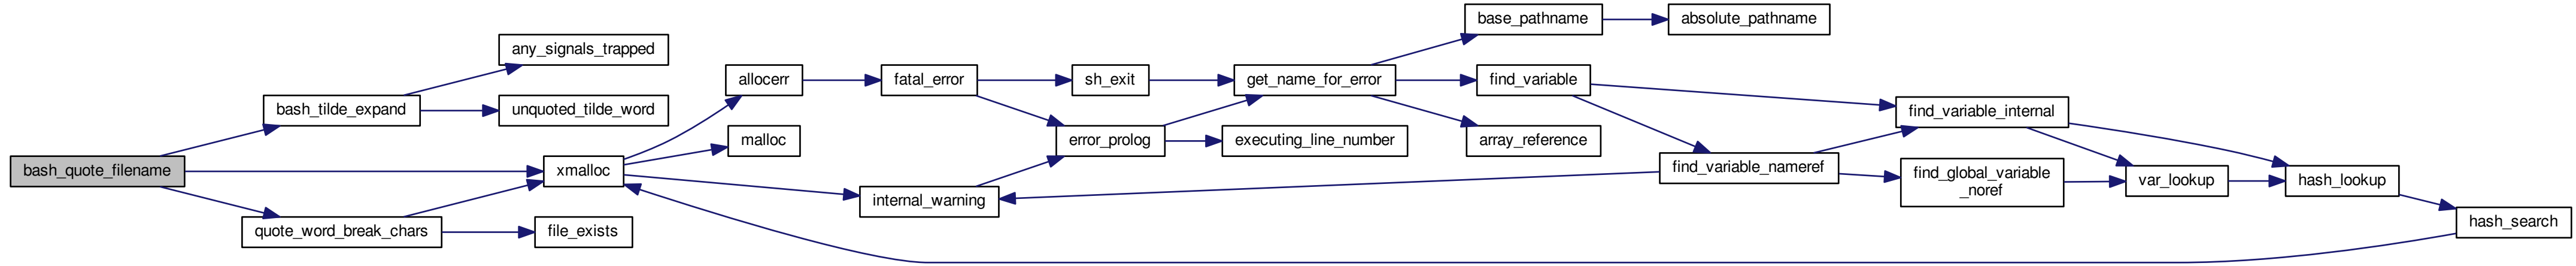 bash_quote_filename
bash_tilde_expand
any_signals_trapped
unquoted_tilde_word
quote_word_break_chars
file_exists
xmalloc
allocerr
malloc
internal_warning
fatal_error
sh_exit
error_prolog
get_name_for_error
executing_line_number
base_pathname
absolute_pathname
find_variable
array_reference
find_variable_nameref
find_variable_internal
find_global_variable
_noref
var_lookup
hash_lookup
hash_search